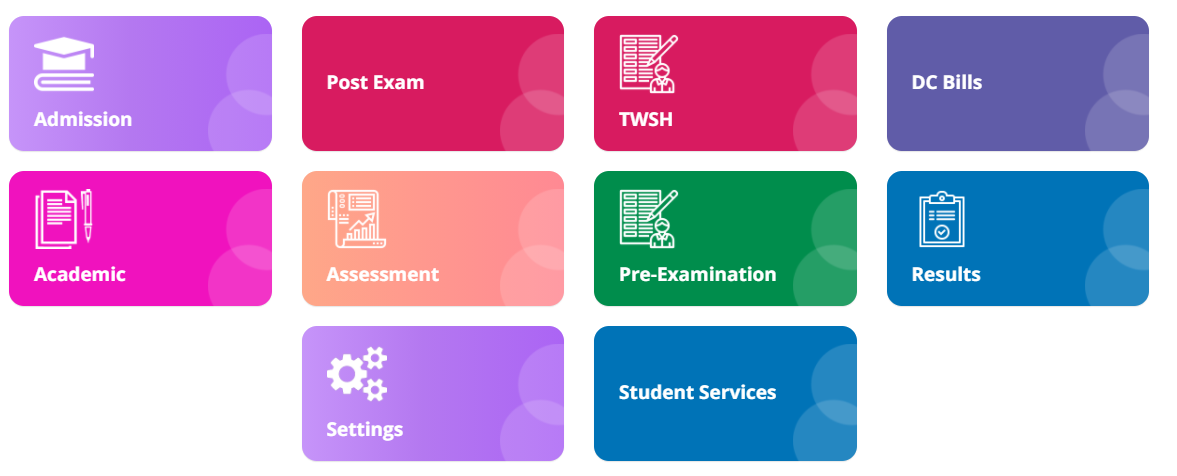 Admission
Post Exam
TWSH
DC Bills
Academic
Assessment
Pre-Examination
Results
Settings
Student Services